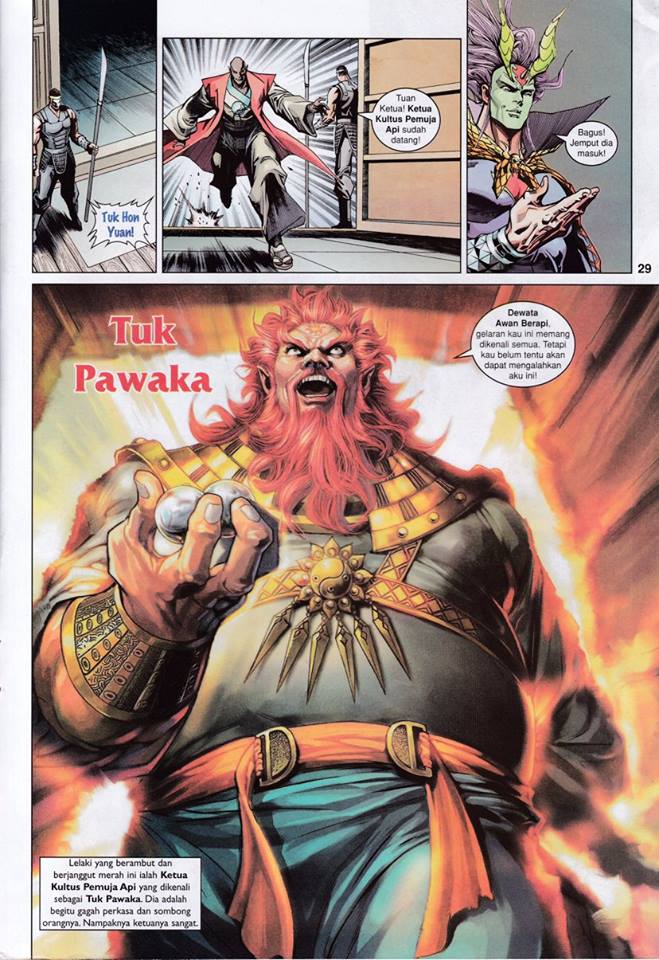 29
Tuk Hon
Yuan!
Tuan
Ketua! Ketua
Kultus Pemuja
Api sudah
datang!
Bagus!
Jemput dia
masuk!
Tuk
Pawaka
Dewata
Awan Berapi,
gelaran kau ini memang
dikenali semua. Tetapi
kau belum tentu akan
dapat mengalahkan
aku ini!
Lelaki yang berambut dan
berjanggut merah ini ialah Ketua
Kultus Pemuja Api yang dikenali
sebagai Tuk Pawaka. Dia adalah
begitu gagah perkasa dan sombong
orangnya. Nampaknya ketuanya sangat.